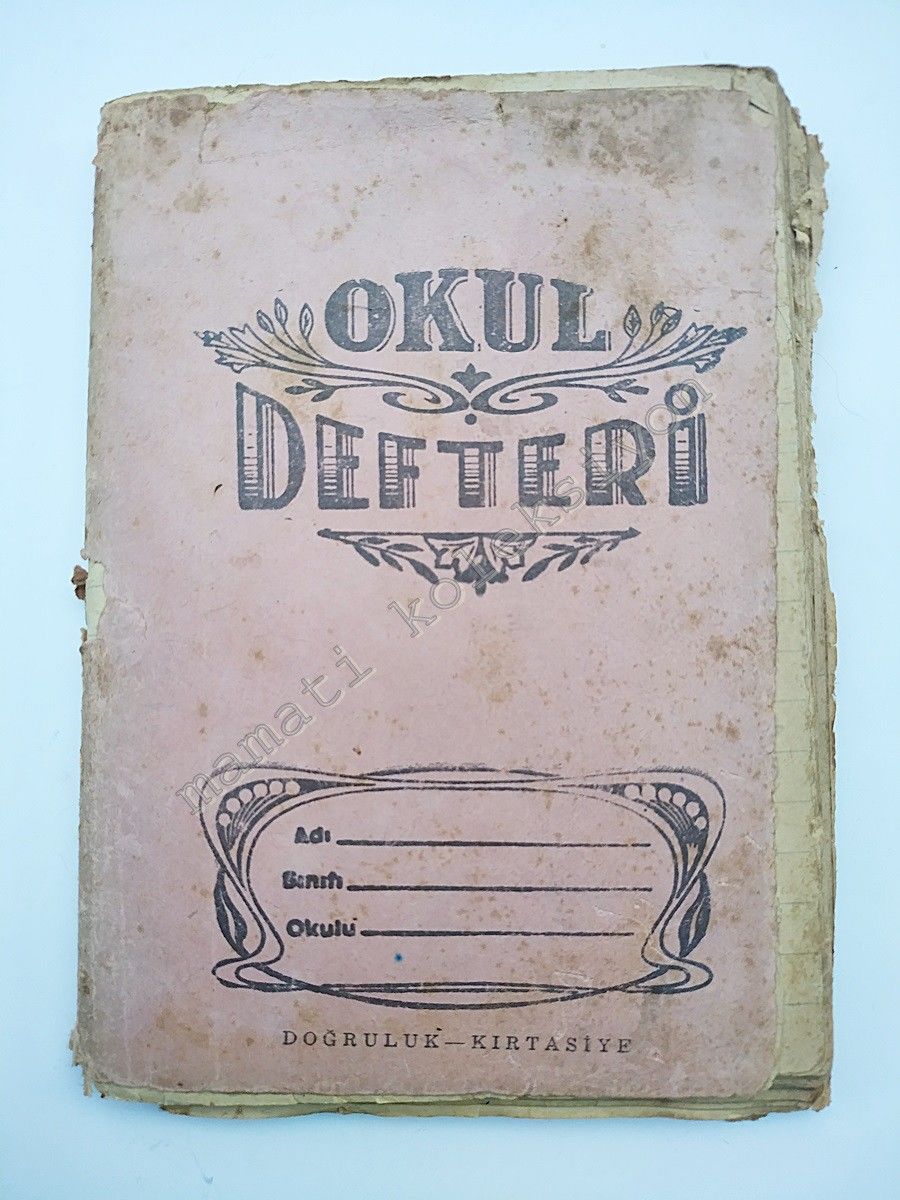 OKUL
DEFTERİ
mamati koleksiyon
Adı
Sınıfı
Okulu
DOĞRULUK—KIRTASİYE